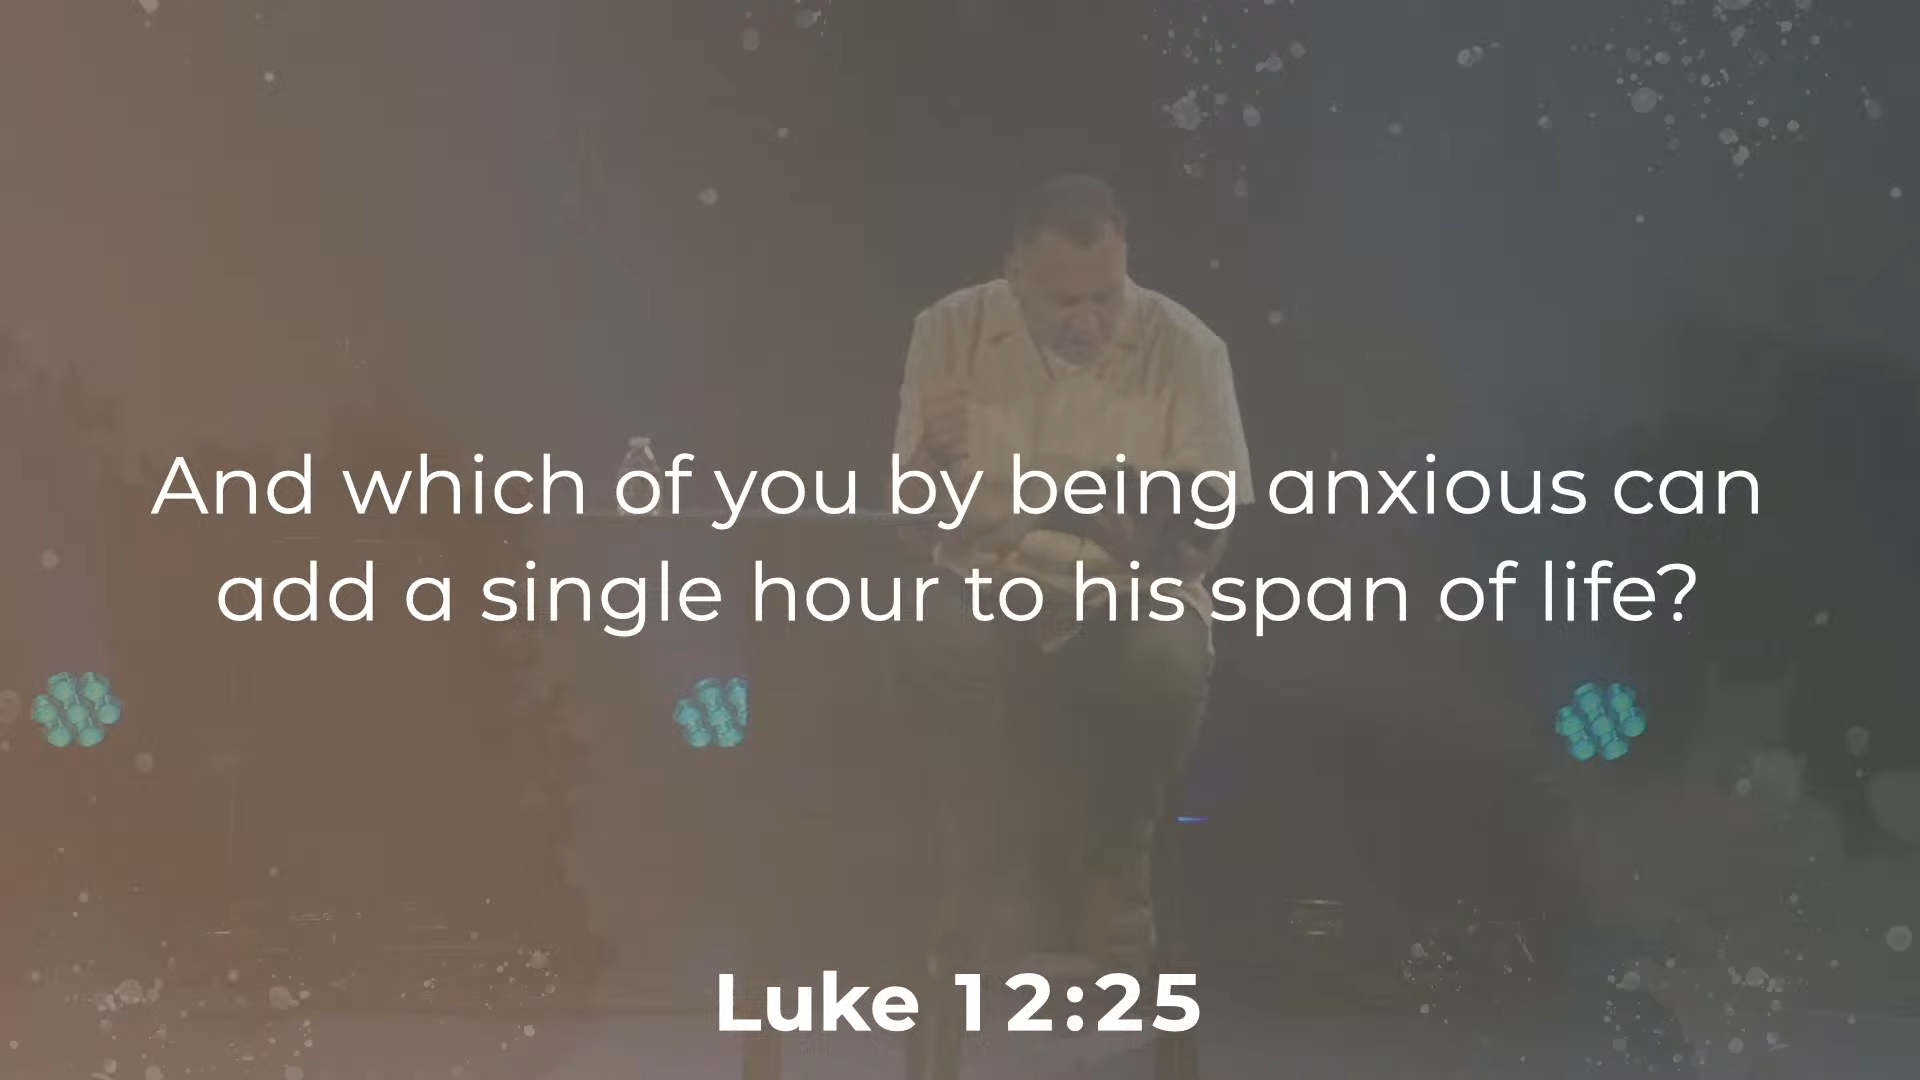 And which of you by being anxious can
add a single hour to his span of life?
Luke 12:25